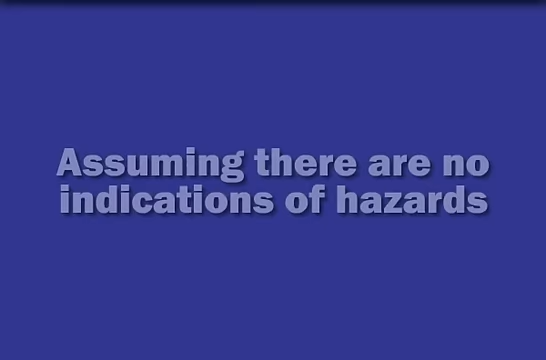 Assuming there are no
indications of hazards